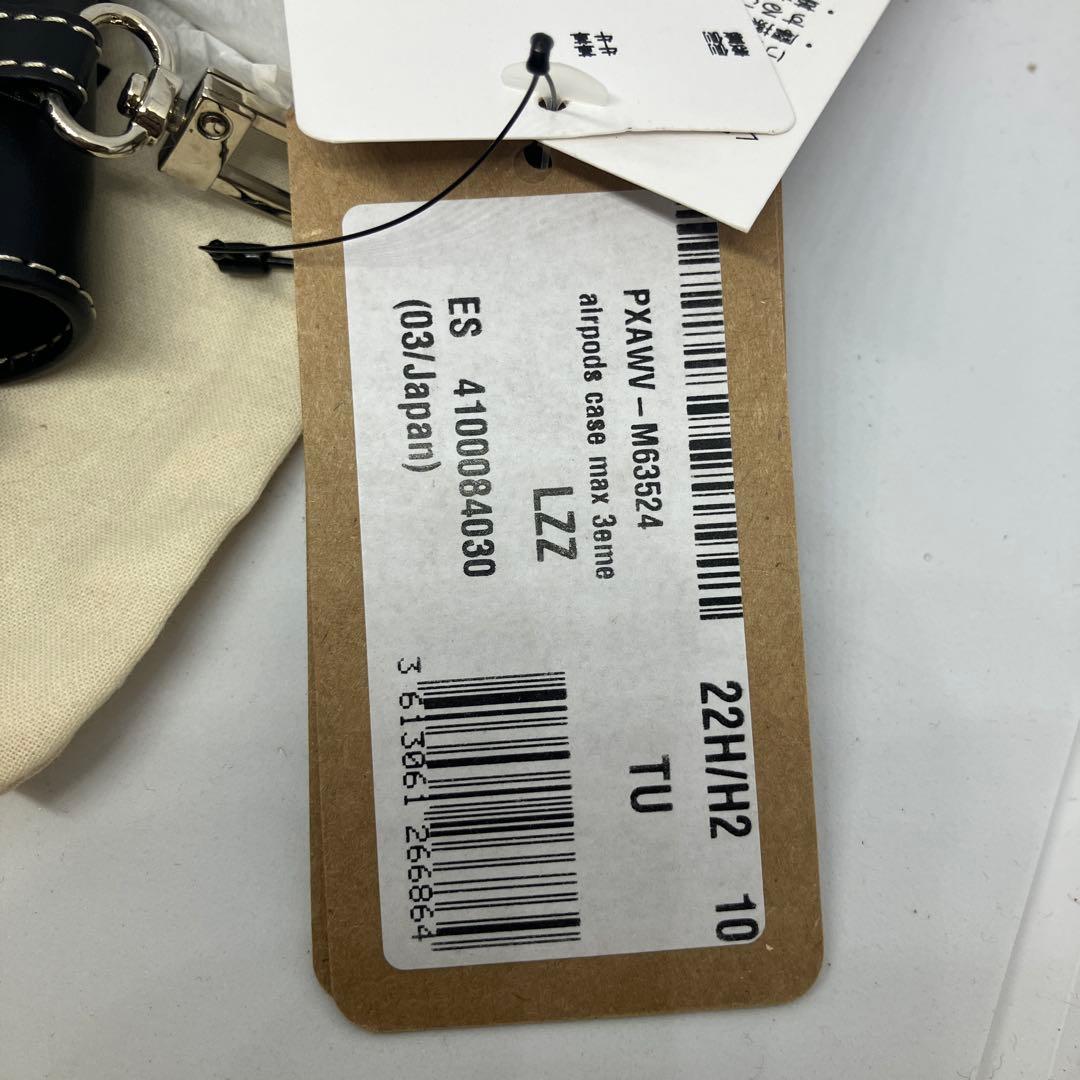 22H/H2 10
PXAWV-M63524
TU
airpods case max 3eme
LZZ
ES 4100084030
(03/Japan)
3 613061 266864